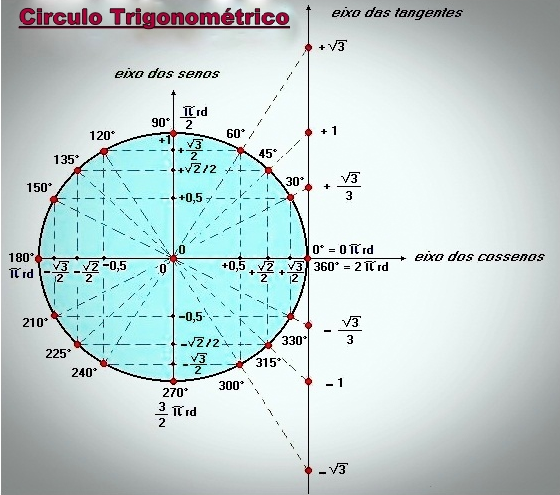 Circulo Trigonométrico
eixo das tangentes
+√3
eixo dos senos
90° π/2 rd
+1
120°
60°
+ 1
+ √3/2
135°
45°
+√2/2
150°
30°
+ √3/3
+0,5
180°
π rd
0
0° = 0 π rd
eixo dos cossenos
-√3/2 -√2/2 -0,5 0 +0,5 +√2/2 +√3/2
360° = 2 π rd
-0,5
210°
330°
- √3/3
-√2/2
225°
315°
-√3/2
240°
300°
- 1
270°
3/2 π rd
-√3